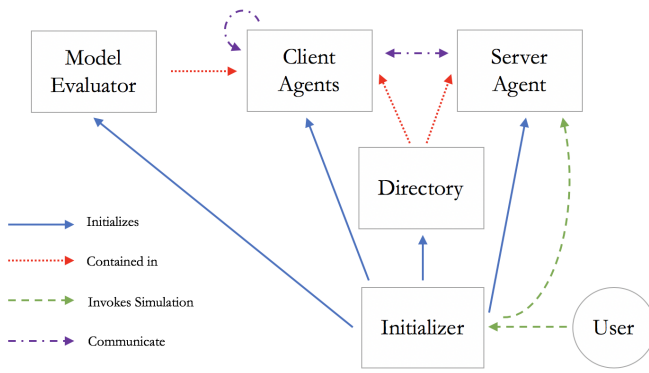 Model
Evaluator
Client
Agents
Server
Agent
Directory
Initializes
Contained in
Invokes Simulation
Communicate
Initializer
User